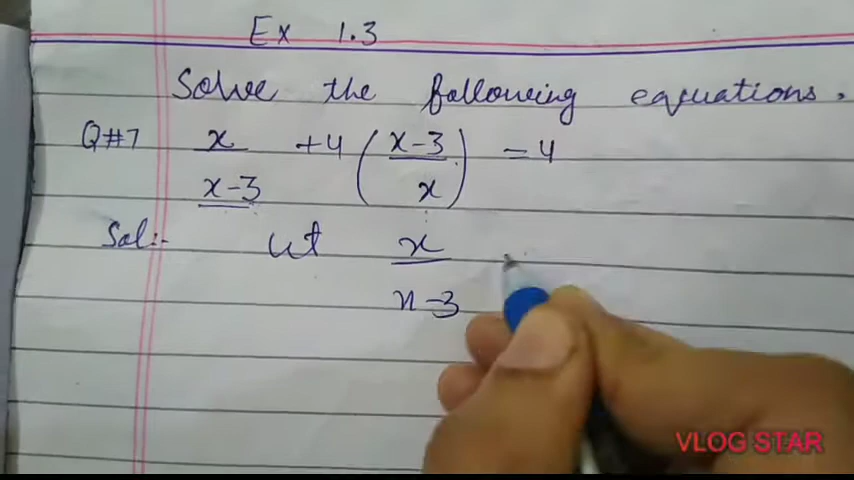 Ex 1.3
Solve the following equations.
Q#7 x/x-3 +4 (x-3/x) = 4
Sol:- let x/x-3
VLOG STAR